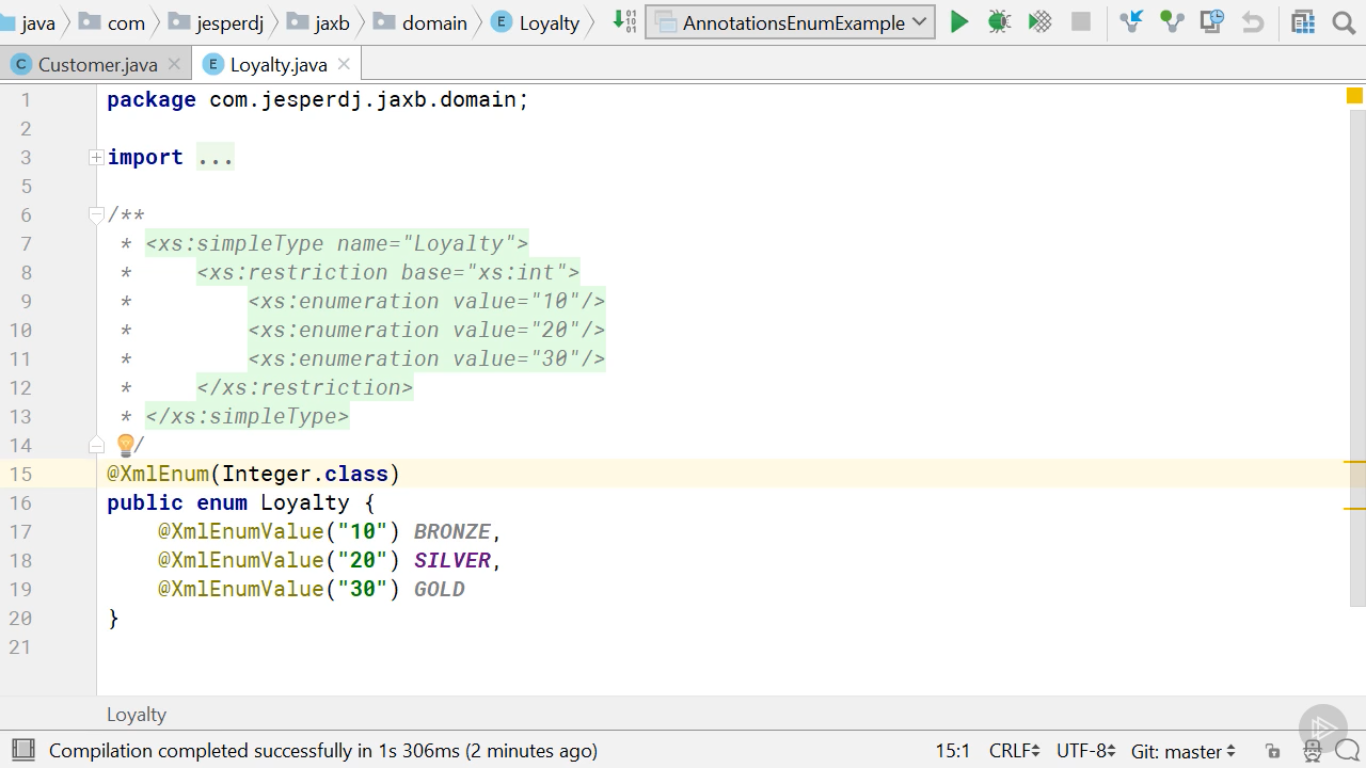 java com jesperdj jaxb domain E Loyalty AnnotationsEnumExample
C Customer.java E Loyalty.java
1 package com.jesperdj.jaxb.domain;
2
3 import ...
5
6 /**
7 * <xs:simpleType name="Loyalty">
8 * <xs:restriction base="xs:int">
9 * <xs:enumeration value="10"/>
10 * <xs:enumeration value="20"/>
11 * <xs:enumeration value="30"/>
12 * </xs:restriction>
13 * </xs:simpleType>
14 /
15 @XmlEnum(Integer.class)
16 public enum Loyalty {
17 @XmlEnumValue("10") BRONZE,
18 @XmlEnumValue("20") SILVER,
19 @XmlEnumValue("30") GOLD
20 }
21
Loyalty
Compilation completed successfully in 1s 306ms (2 minutes ago) 15:1 CRLF UTF-8 Git: master